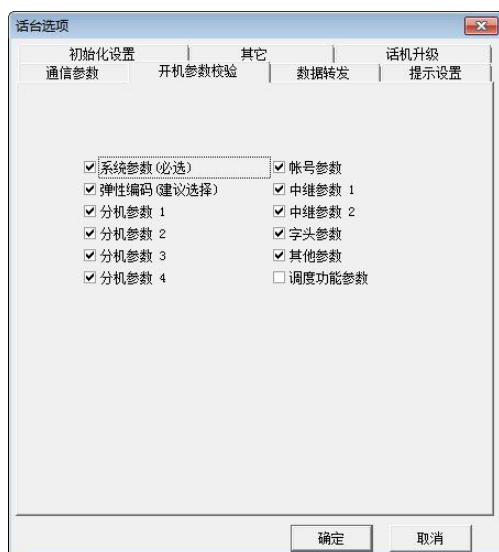 话台选项
初始化设置 其它 话机升级
通信参数 开机参数校验 数据转发 提示设置
系统参数(必选) 帐号参数
弹性编码(建议选择) 中继参数 1
分机参数 1 中继参数 2
分机参数 2 字头参数
分机参数 3 其他参数
分机参数 4 调度功能参数
确定 取消